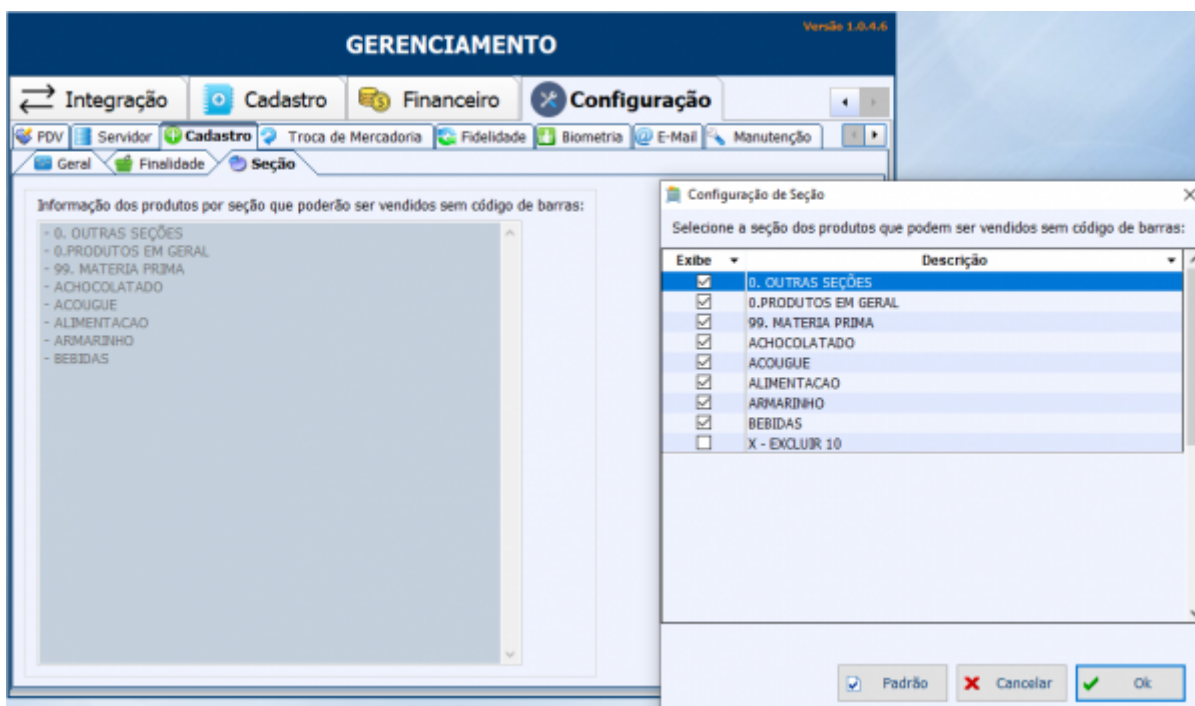 Versão 1.0.4.6
GERENCIAMENTO
Integração Cadastro Financeiro Configuração
PDV Servidor Cadastro Troca de Mercadoria Fidelidade Biometria E-Mail Manutenção
Geral Finalidade Seção
Informação dos produtos por seção que poderão ser vendidos sem código de barras:
- 0. OUTRAS SEÇÕES
- 0.PRODUTOS EM GERAL
- 99. MATERIA PRIMA
- ACHOCOLATADO
- ACOUGUE
- ALIMENTACAO
- ARMARINHO
- BEBIDAS
Configuração de Seção
Selecione a seção dos produtos que podem ser vendidos sem código de barras:
Exibe Descrição
0. OUTRAS SEÇÕES
0.PRODUTOS EM GERAL
99. MATERIA PRIMA
ACHOCOLATADO
ACOUGUE
ALIMENTACAO
ARMARINHO
BEBIDAS
X - EXCLUIR 10
Padrão Cancelar Ok